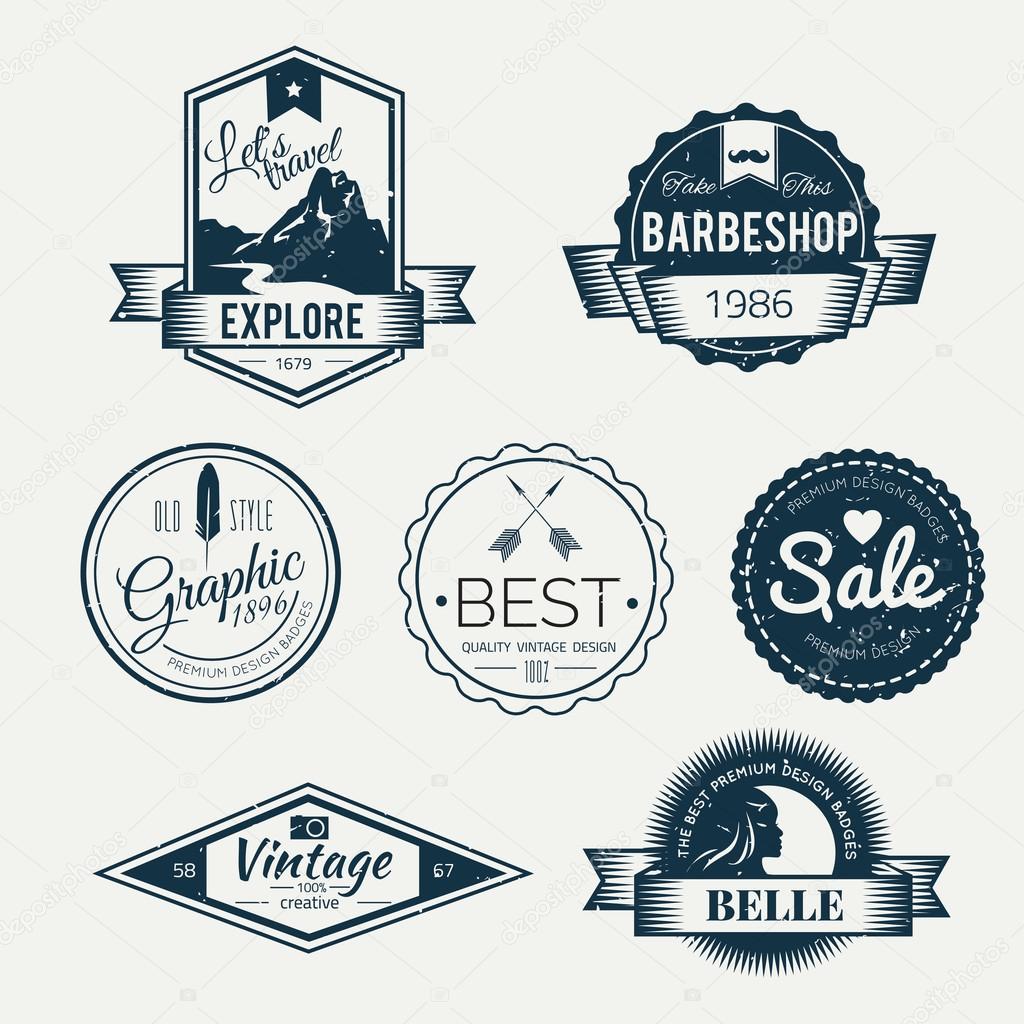 Let's
travel
EXPLORE
1679
Take This
BARBESHOP
1986
OLD STYLE
Graphic
1896
PREMIUM DESIGN BADGES
BEST
QUALITY VINTAGE DESIGN
100%
PREMIUM DESIGN BADGES
Sale
PREMIUM DESIGN
58 Vintage 67
100%
creative
THE BEST PREMIUM DESIGN BADGES
BELLE
depositphotos